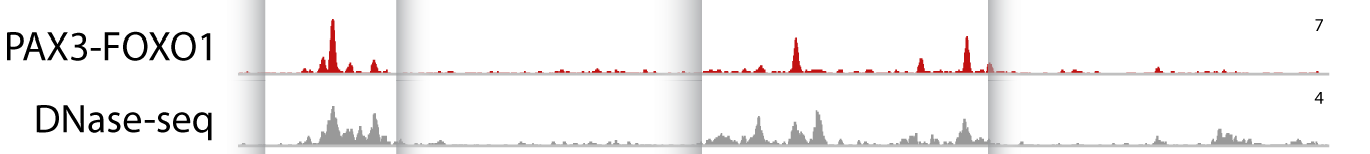 PAX3-FOXO1
7
DNase-seq
4